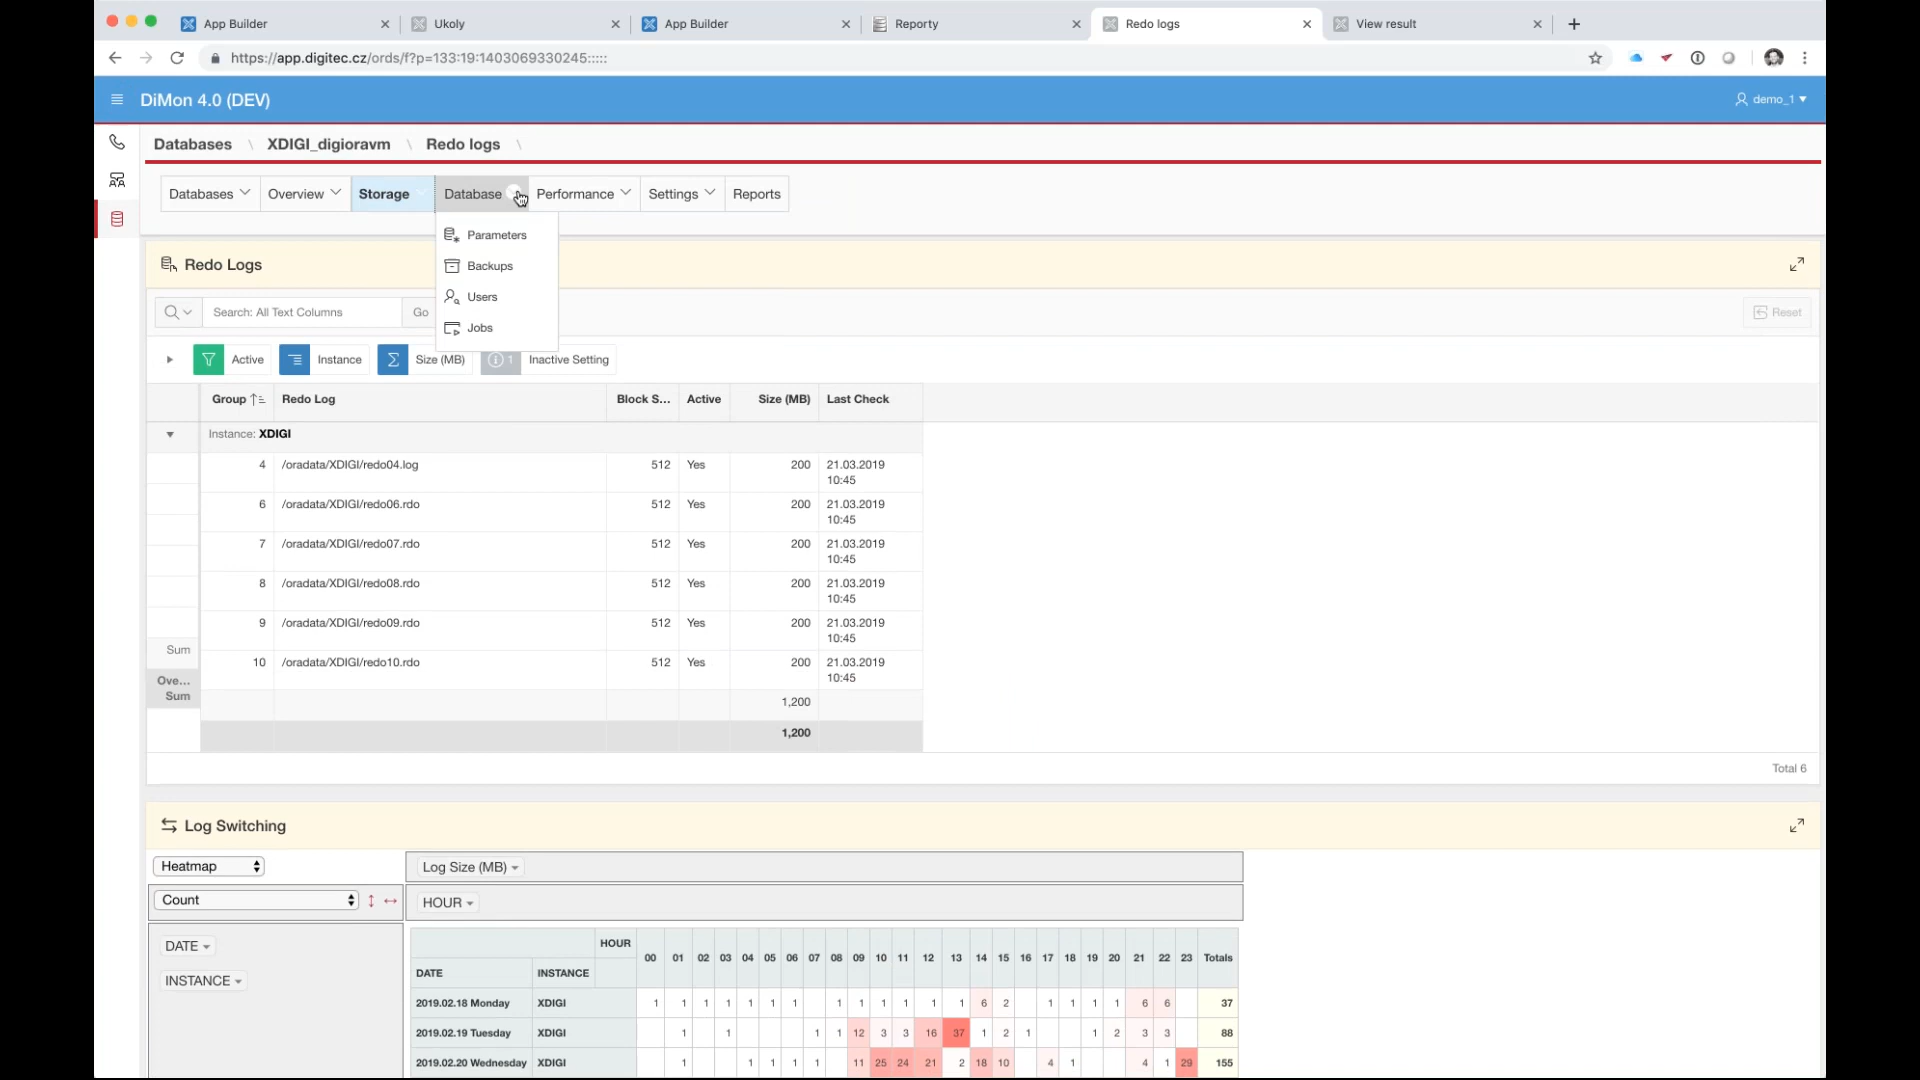 App Builder
Ukoly
App Builder
Reporty
Redo logs
View result
https://app.digitec.cz/ords/f?p=133:19:1403069330245:::::
DiMon 4.0 (DEV)
demo_1
Databases \ XDIGI_digioravm \ Redo logs \
Databases Overview Storage Database Performance Settings Reports
Parameters
Backups
Users
Jobs
Redo Logs
Search: All Text Columns Go Reset
Active Instance Size (MB) 1 Inactive Setting
Group Redo Log Block S... Active Size (MB) Last Check
Instance: XDIGI
4 /oradata/XDIGI/redo04.log 512 Yes 200 21.03.2019
10:45
6 /oradata/XDIGI/redo06.rdo 512 Yes 200 21.03.2019
10:45
7 /oradata/XDIGI/redo07.rdo 512 Yes 200 21.03.2019
10:45
8 /oradata/XDIGI/redo08.rdo 512 Yes 200 21.03.2019
10:45
9 /oradata/XDIGI/redo09.rdo 512 Yes 200 21.03.2019
10:45
Sum
10 /oradata/XDIGI/redo10.rdo 512 Yes 200 21.03.2019
10:45
Ove...
Sum
1,200
1,200
Total 6
Log Switching
Heatmap Log Size (MB)
Count HOUR
DATE
INSTANCE
HOUR
DATE INSTANCE 00 01 02 03 04 05 06 07 08 09 10 11 12 13 14 15 16 17 18 19 20 21 22 23 Totals
2019.02.18 Monday XDIGI 1 1 1 1 1 1 1 1 1 1 1 1 1 6 2 1 1 1 1 6 6 37
2019.02.19 Tuesday XDIGI 1 1 1 1 12 3 3 16 37 1 2 1 1 2 3 3 88
2019.02.20 Wednesday XDIGI 1 1 1 1 1 11 25 24 21 2 18 10 4 1 4 1 29 155